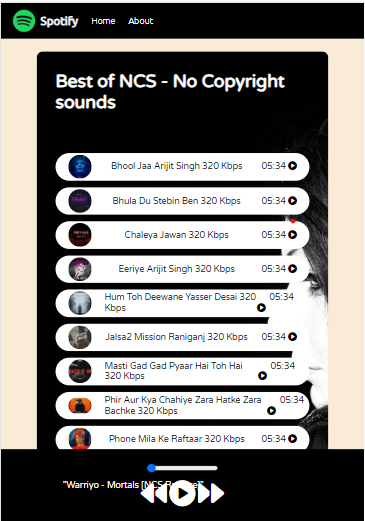 Spotify Home About
Best of NCS - No Copyright
sounds
Bhool Jaa Arijit Singh 320 Kbps 05:34
Bhula Du Stebin Ben 320 Kbps 05:34
Chaleya Jawan 320 Kbps 05:34
Eeriye Arijit Singh 320 Kbps 05:34
Hum Toh Deewane Yasser Desai 320 05:34
Kbps
Jalsa2 Mission Raniganj 320 Kbps 05:34
Masti Gad Gad Pyaar Hai Toh Hai 05:34
320 Kbps
Phir Aur Kya Chahiye Zara Hatke Zara 05:34
Bachke 320 Kbps
Phone Mila Ke Raftaar 320 Kbps 05:34
"Warriyo - Mortals [NCS Release]"